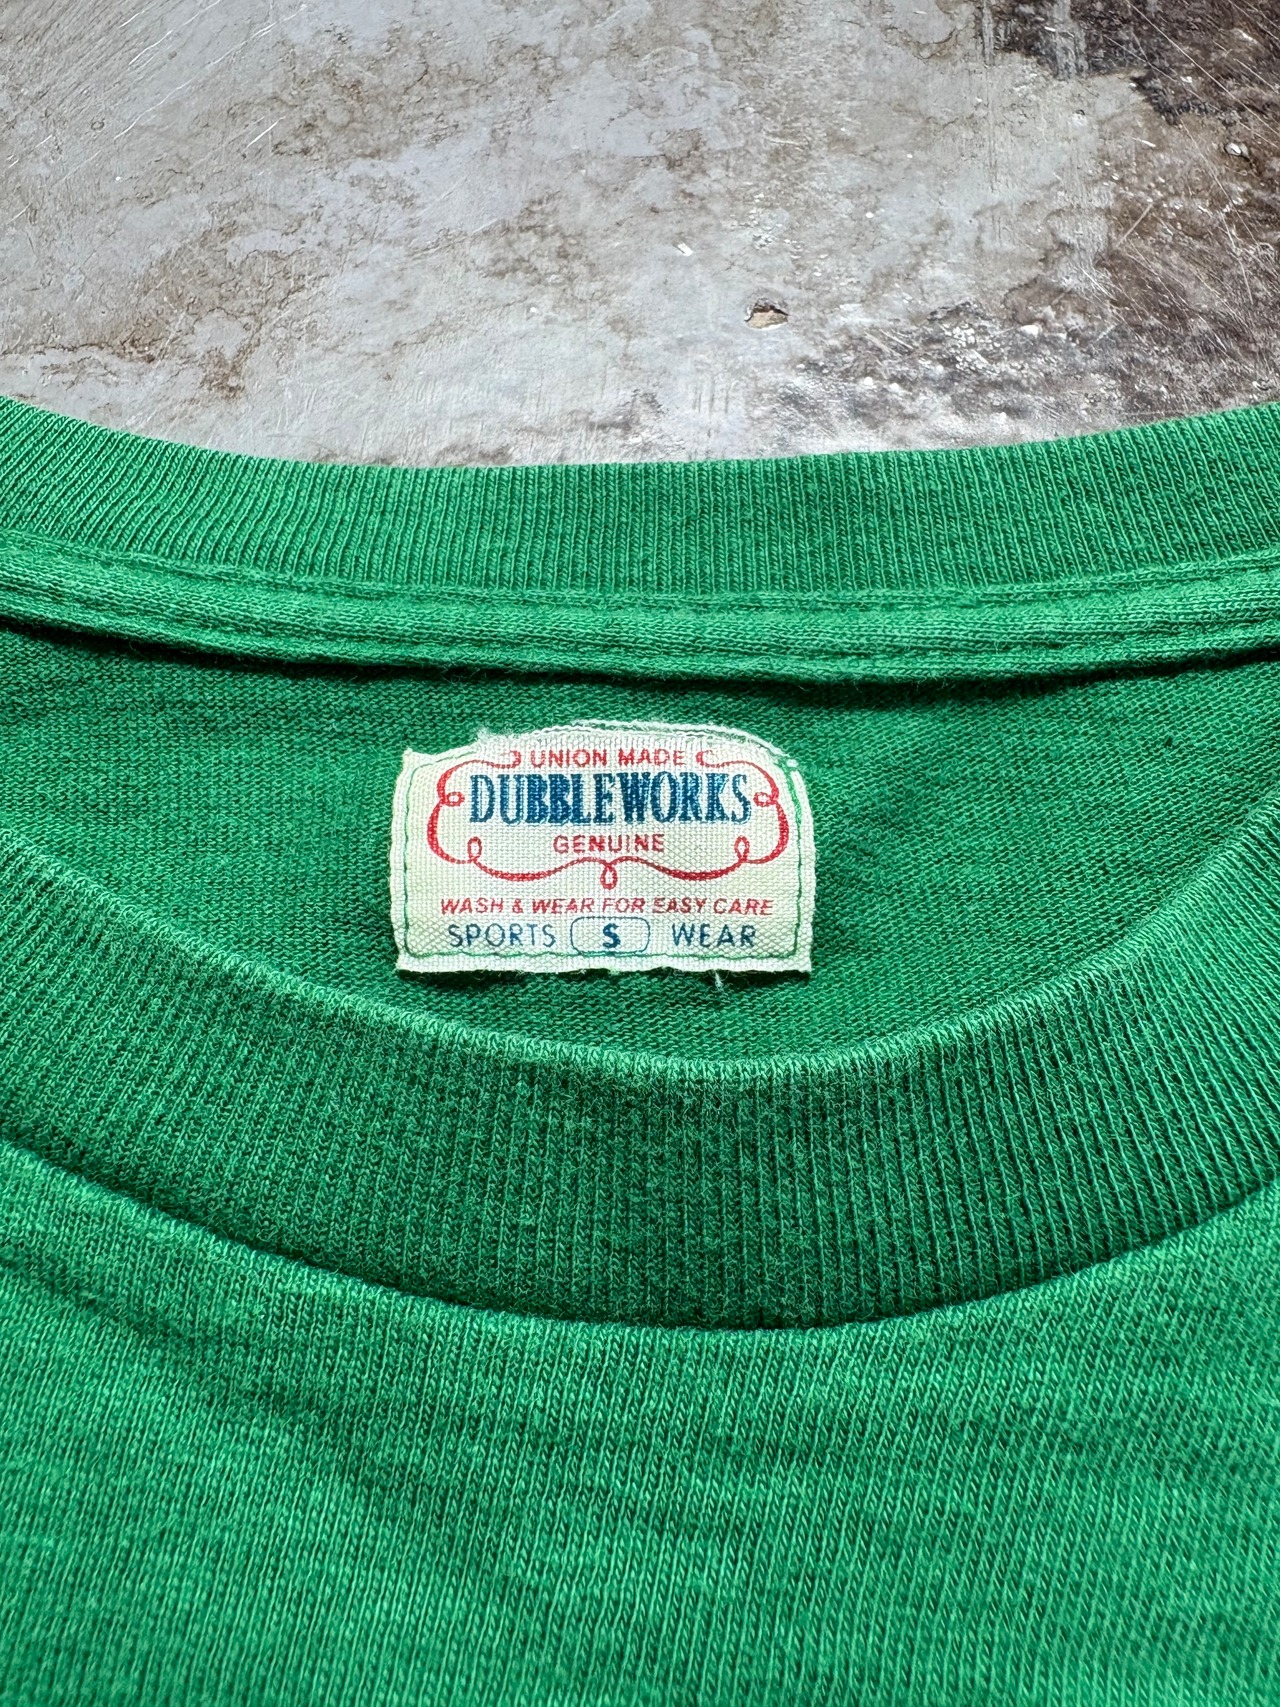 UNION MADE
DUBBLEWORKS
GENUINE
WASH & WEAR FOR EASY CARE
SPORTS S WEAR